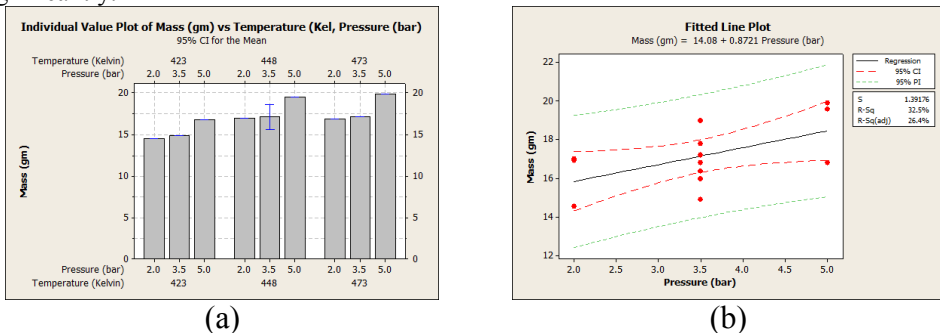 Individual Value Plot of Mass (gm) vs Temperature (Kel, Pressure (bar)
95% CI for the Mean
Temperature (Kelvin) 423 448 473
Pressure (bar) 2.0 3.5 5.0 2.0 3.5 5.0 2.0 3.5 5.0
20 20
15 15
10 10
5 5
0 0
Mass (gm)
Pressure (bar) 2.0 3.5 5.0 2.0 3.5 5.0 2.0 3.5 5.0
Temperature (Kelvin) 423 448 473
(a)
Fitted Line Plot
Mass (gm) = 14.08 + 0.8721 Pressure (bar)
22
20
18
16
14
12
Mass (gm)
2.0 2.5 3.0 3.5 4.0 4.5 5.0
Pressure (bar)
Regression
95% CI
95% PI
S 1.39176
R-Sq 32.5%
R-Sq(adj) 26.4%
(b)